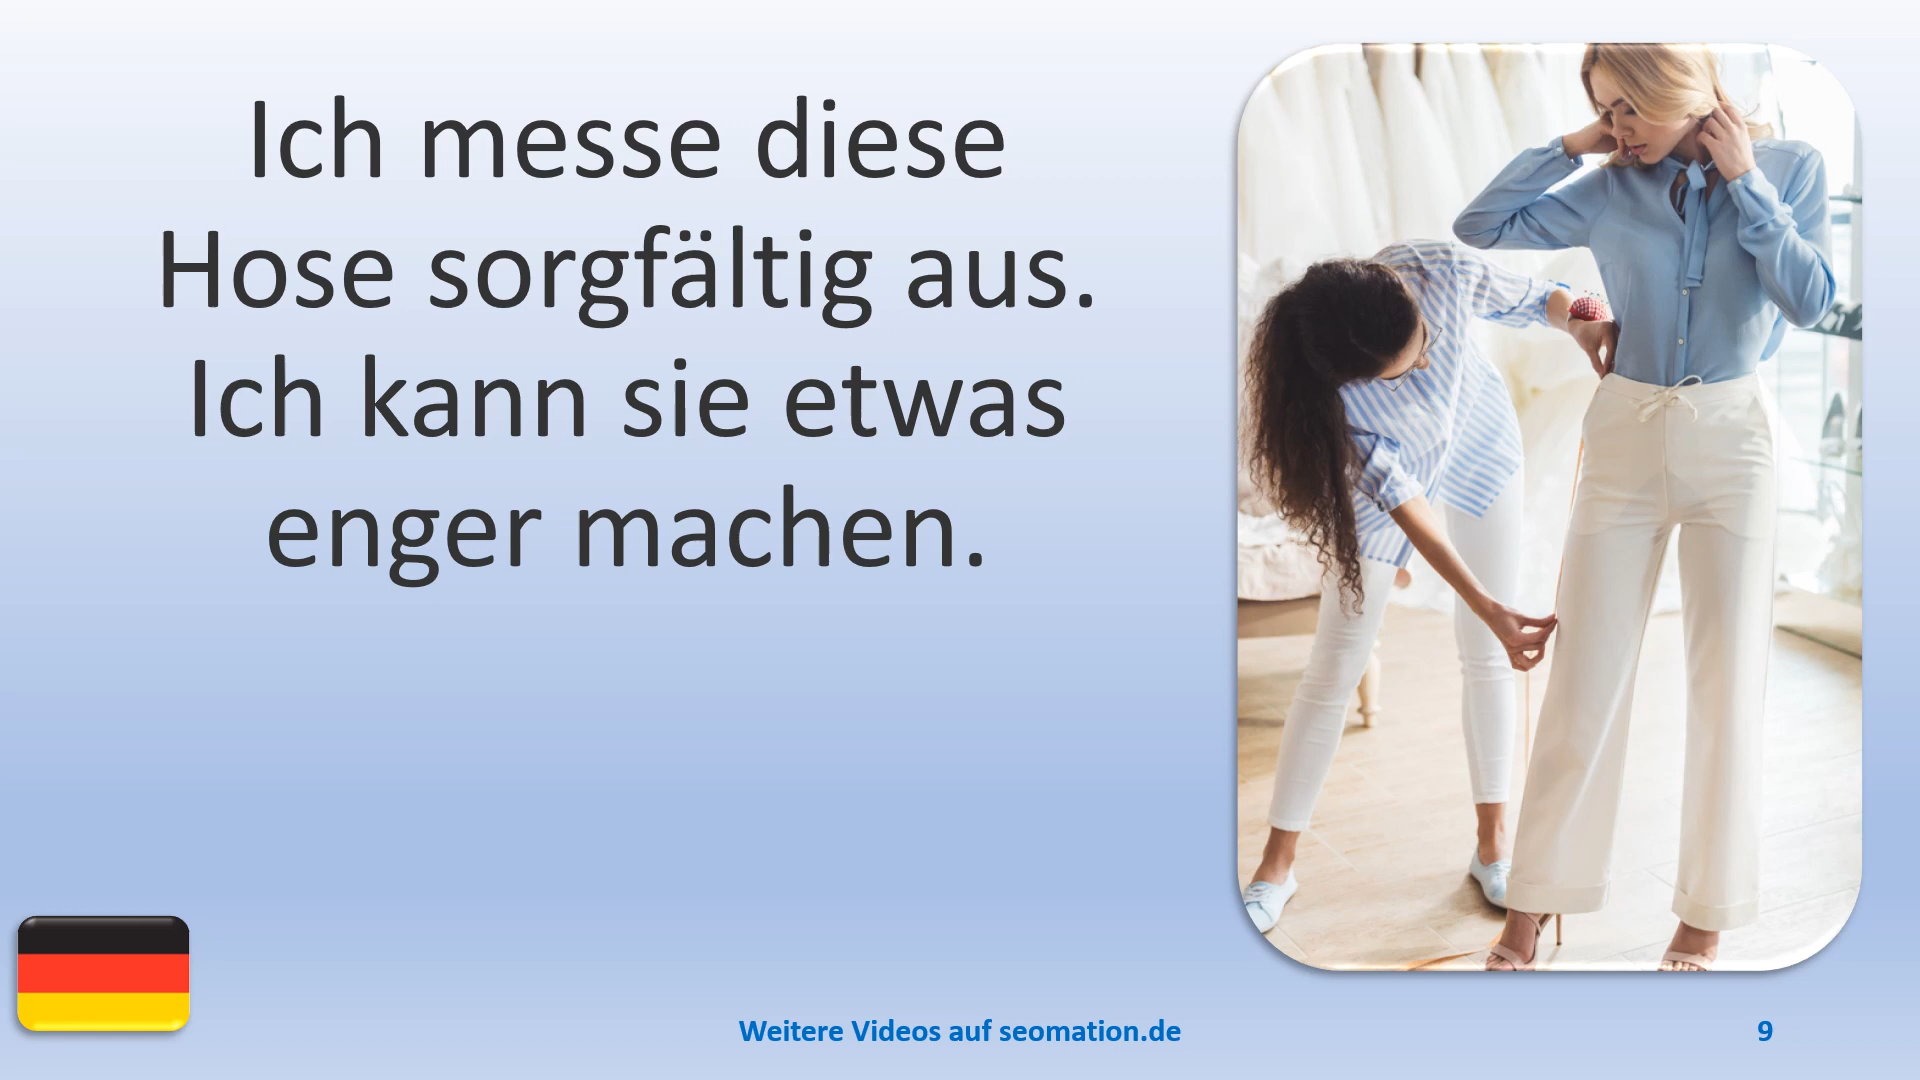 Ich messe diese
Hose sorgfältig aus.
Ich kann sie etwas
enger machen.
Weitere Videos auf seomation.de
9